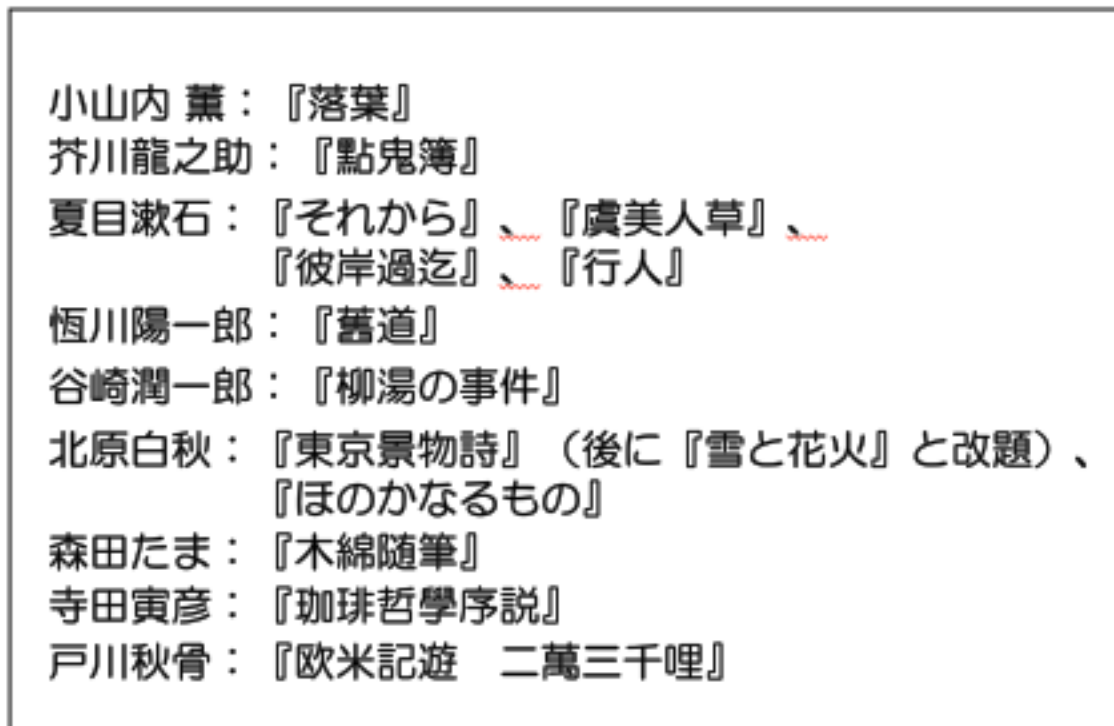 小山内 薫：『落葉』
芥川龍之助：『點鬼簿』
夏目漱石：『それから』、『虞美人草』、
『彼岸過迄』、『行人』
恆川陽一郎：『舊道』
谷崎潤一郎：『柳湯の事件』
北原白秋：『東京景物詩』（後に『雪と花火』と改題）、
『ほのかなるもの』
森田たま：『木綿随筆』
寺田寅彦：『珈琲哲學序説』
戸川秋骨：『欧米記遊　二萬三千哩』